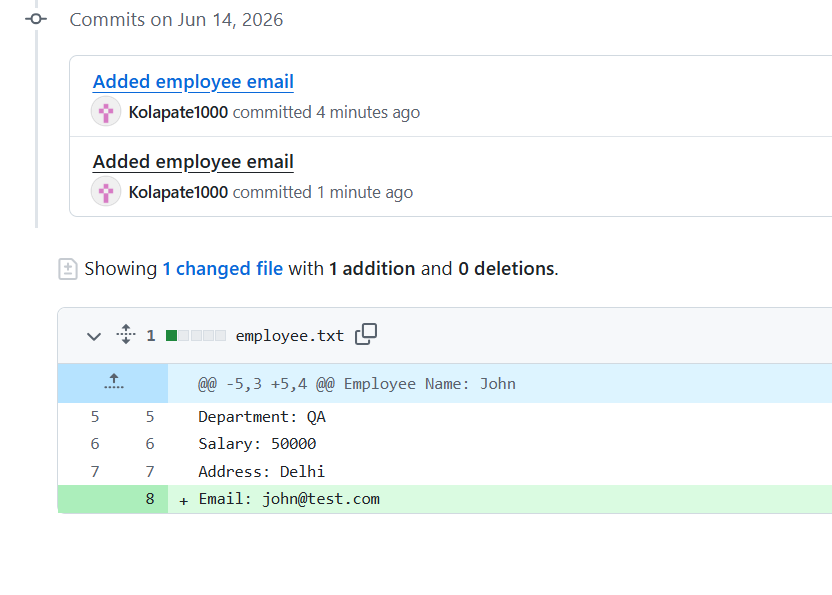 Commits on Jun 14, 2026
Added employee email
Kolapate1000 committed 4 minutes ago
Added employee email
Kolapate1000 committed 1 minute ago
Showing 1 changed file with 1 addition and 0 deletions.
1 employee.txt
@@ -5,3 +5,4 @@ Employee Name: John
5 5 Department: QA
6 6 Salary: 50000
7 7 Address: Delhi
8 + Email: john@test.com